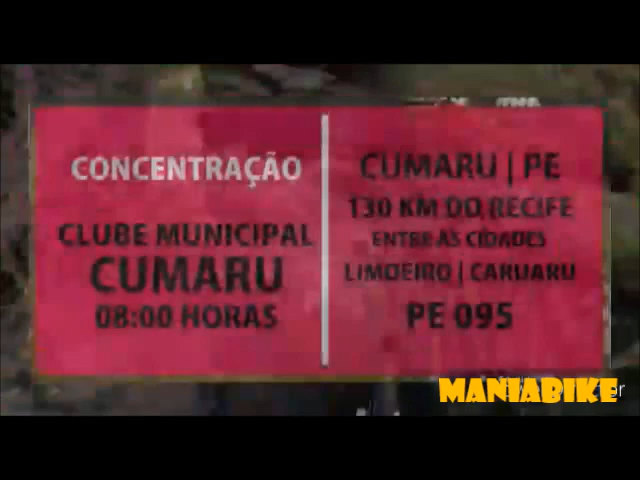 CONCENTRAÇÃO
CLUBE MUNICIPAL
CUMARU
08:00 HORAS
CUMARU | PE
130 KM DO RECIFE
ENTRE AS CIDADES
LIMOEIRO | CARUARU
PE 095
MANIABIKE